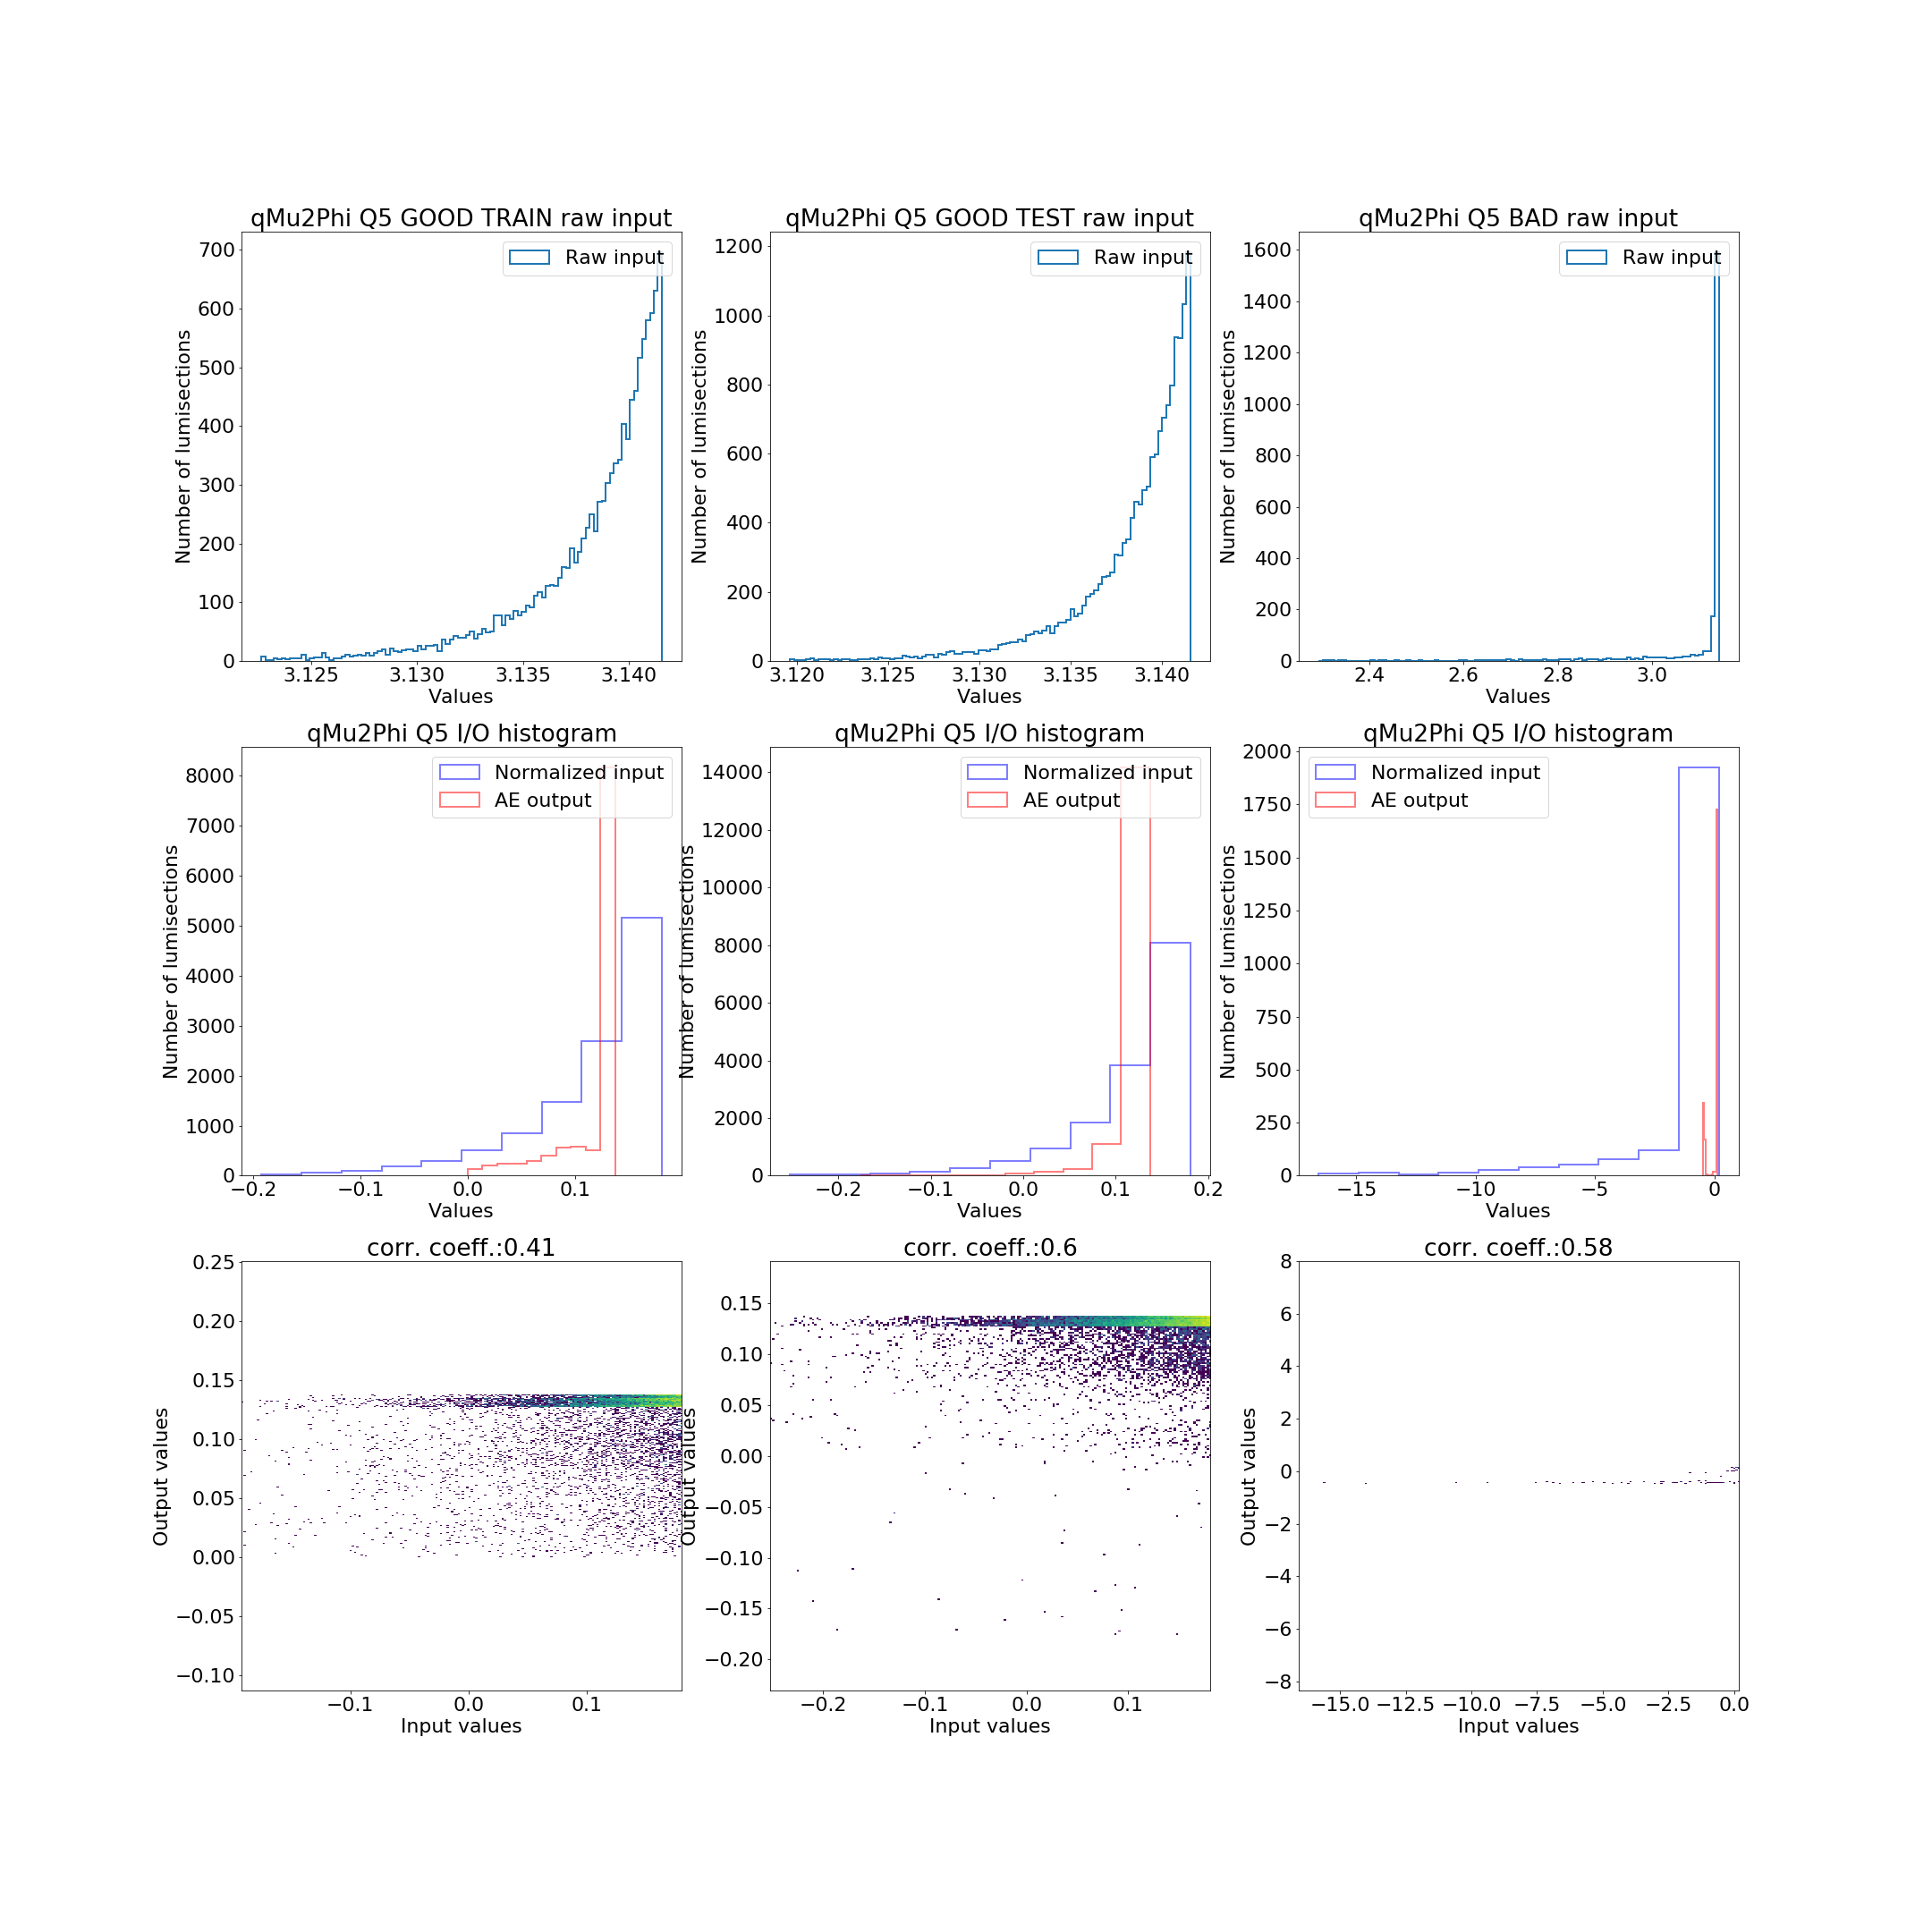 qMu2Phi Q5 GOOD TRAIN raw input
Raw input
Number of lumisections
700
600
500
400
300
200
100
0
3.125 3.130 3.135 3.140
Values
qMu2Phi Q5 GOOD TEST raw input
Raw input
Number of lumisections
1200
1000
800
600
400
200
0
3.120 3.125 3.130 3.135 3.140
Values
qMu2Phi Q5 BAD raw input
Raw input
Number of lumisections
1600
1400
1200
1000
800
600
400
200
0
2.4 2.6 2.8 3.0
Values
qMu2Phi Q5 I/O histogram
Normalized input
AE output
Number of lumisections
8000
7000
6000
5000
4000
3000
2000
1000
0
−0.2 −0.1 0.0 0.1
Values
qMu2Phi Q5 I/O histogram
Normalized input
AE output
Number of lumisections
14000
12000
10000
8000
6000
4000
2000
0
−0.2 −0.1 0.0 0.1 0.2
Values
qMu2Phi Q5 I/O histogram
Normalized input
AE output
Number of lumisections
2000
1750
1500
1250
1000
750
500
250
0
−15 −10 −5 0
Values
corr. coeff.:0.41
Output values
0.25
0.20
0.15
0.10
0.05
0.00
−0.05
−0.10
−0.1 0.0 0.1
Input values
corr. coeff.:0.6
Output values
0.15
0.10
0.05
0.00
−0.05
−0.10
−0.15
−0.20
−0.2 −0.1 0.0 0.1
Input values
corr. coeff.:0.58
Output values
8
6
4
2
0
−2
−4
−6
−8
−15.0 −12.5 −10.0 −7.5 −5.0 −2.5 0.0
Input values